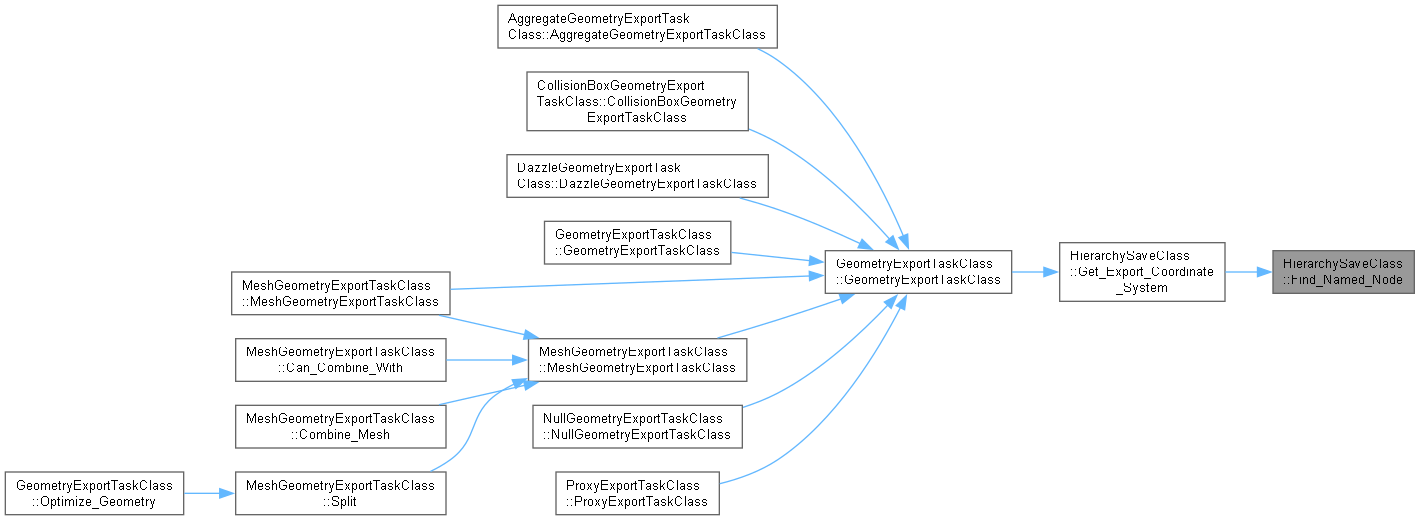 AggregateGeometryExportTask
Class::AggregateGeometryExportTaskClass
CollisionBoxGeometryExport
TaskClass::CollisionBoxGeometry
ExportTaskClass
DazzleGeometryExportTask
Class::DazzleGeometryExportTaskClass
GeometryExportTaskClass
::GeometryExportTaskClass
MeshGeometryExportTaskClass
::MeshGeometryExportTaskClass
MeshGeometryExportTaskClass
::Can_Combine_With
MeshGeometryExportTaskClass
::Combine_Mesh
GeometryExportTaskClass
::Optimize_Geometry
MeshGeometryExportTaskClass
::Split
MeshGeometryExportTaskClass
::MeshGeometryExportTaskClass
NullGeometryExportTaskClass
::NullGeometryExportTaskClass
ProxyExportTaskClass
::ProxyExportTaskClass
GeometryExportTaskClass
::GeometryExportTaskClass
HierarchySaveClass
::Get_Export_Coordinate
_System
HierarchySaveClass
::Find_Named_Node